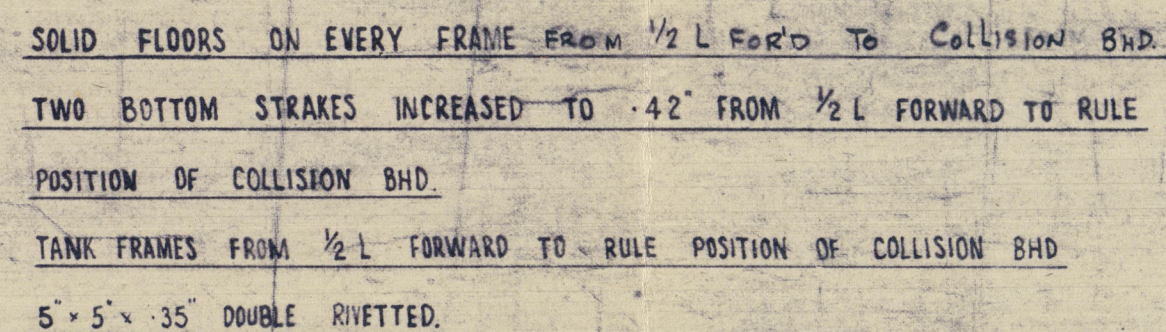 SOLID FLOORS ON EVERY FRAME FROM 1/2 L FOR'D TO COLLISION BHD.
TWO BOTTOM STRAKES INCREASED TO .42" FROM 1/2 L FORWARD TO RULE
POSITION OF COLLISION BHD.
TANK FRAMES FROM 1/2 L FORWARD TO RULE POSITION OF COLLISION BHD
5" × 5" × .35" DOUBLE RIVETTED.